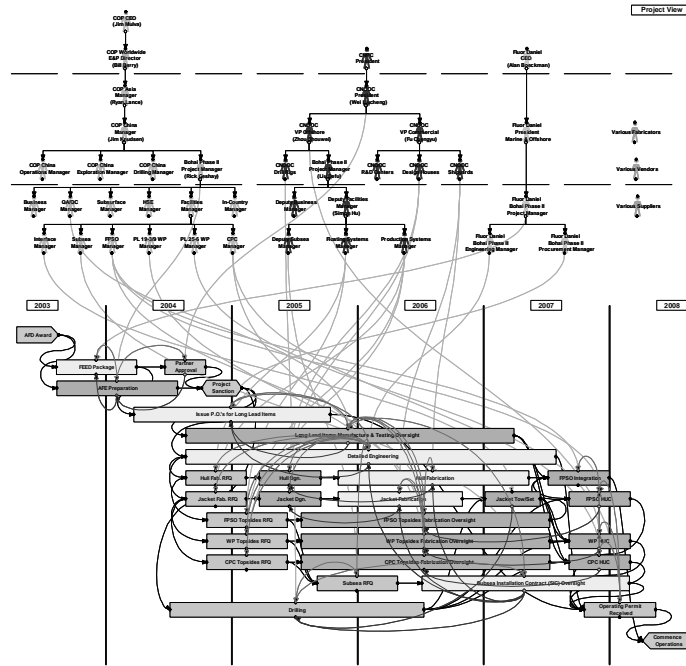 Project View
COP CEO
(Jim Mulva)
COP Worldwide
E&P Director
(Bill Berry)
President
Fluor Daniel
CEO
(Alan Boeckman)
COP Asia
Manager
(Ryan Lance)
CNOOC
President
COP China
Manager
CNOOC
VP Offshore
CNOOC
VP Commercial
Fluor Daniel
President
Marine & Offshore
Various Fabricators
COP China
Operations Manager
COP China
Exploration Manager
COP China
Drilling Manager
Bohai Phase II
Project Manager
CNOOC
Bohai Phase II
Project Manager
CNOOC
CNOOC
Design Houses
CNOOC
Various Vendors
Business
Manager
QA/QC
Manager
Subsurface
Manager
HSE
Manager
Facilities
Manager
In-Country
Manager
Deputy Business
Manager
Deputy Facilities
Manager
Fluor Daniel
Bohai Phase II
Project Manager
Various Suppliers
Interface
Manager
Subsea
Manager
FPSO
Manager
PL 19-3/9 WP
Manager
PL 25-6 WP
Manager
CPC
Manager
Deputy Subsea
Manager
Floating Systems
Manager
Production Systems
Manager
Fluor Daniel
Bohai Phase II
Engineering Manager
Fluor Daniel
Bohai Phase II
Procurement Manager
2003
2004
2005
2006
2007
2008
AFD Award
FEED Package
Partner
Approval
AFE Preparation
Project
Sanction
Issue P.O.'s for Long Lead Items
Long Lead Items Manufacture & Testing Oversight
Detailed Engineering
Hull Fab. RFQ
Hull Dgn.
Hull Fabrication
FPSO Integration
Jacket Fab. RFQ
Jacket Dgn.
Jacket Fabrication
Jacket Tow/Set
FPSO HUC
FPSO Topsides RFQ
FPSO Topsides Fabrication Oversight
WP Topsides RFQ
WP Topsides Fabrication Oversight
WP HUC
CPC Topsides RFQ
CPC Topsides Fabrication Oversight
CPC HUC
Subsea RFQ
Subsea Installation Contract (SIC) Oversight
Drilling
Operating Permit
Received
Commence
Operations